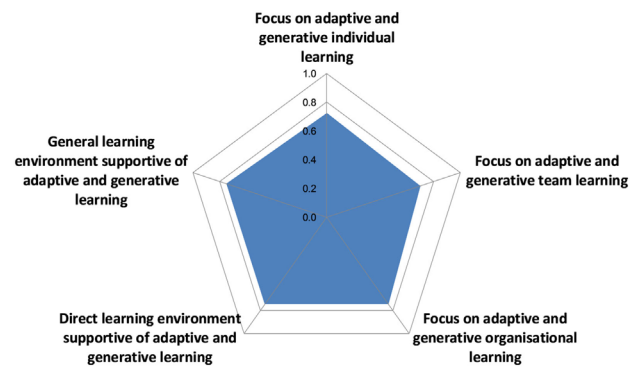 Focus on adaptive and
generative individual
learning
1.0
0.8
0.6
0.4
0.2
0.0
General learning
environment supportive of
adaptive and generative
learning
Focus on adaptive and
generative team learning
Direct learning environment
supportive of adaptive and
generative learning
Focus on adaptive and
generative organisational
learning